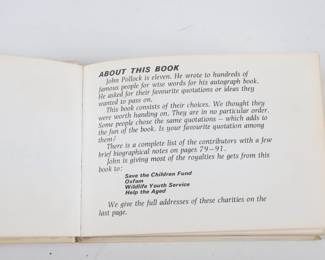 ABOUT THIS BOOK
John Pollock is eleven. He wrote to hundreds of
famous people for wise words for his autograph book.
He asked for their favourite quotations or ideas they
wanted to pass on.
This book consists of their choices. We thought they
were worth handing on. They are in no particular order.
Some people chose the same quotations – which adds to
the fun of the book. Is your favourite quotation among
them?
There is a complete list of the contributors with a few
brief biographical notes on pages 79–91.
John is giving most of the royalties he gets from this
book to:
Save the Children Fund
Oxfam
Wildlife Youth Service
Help the Aged
We give the full addresses of these charities on the
last page.